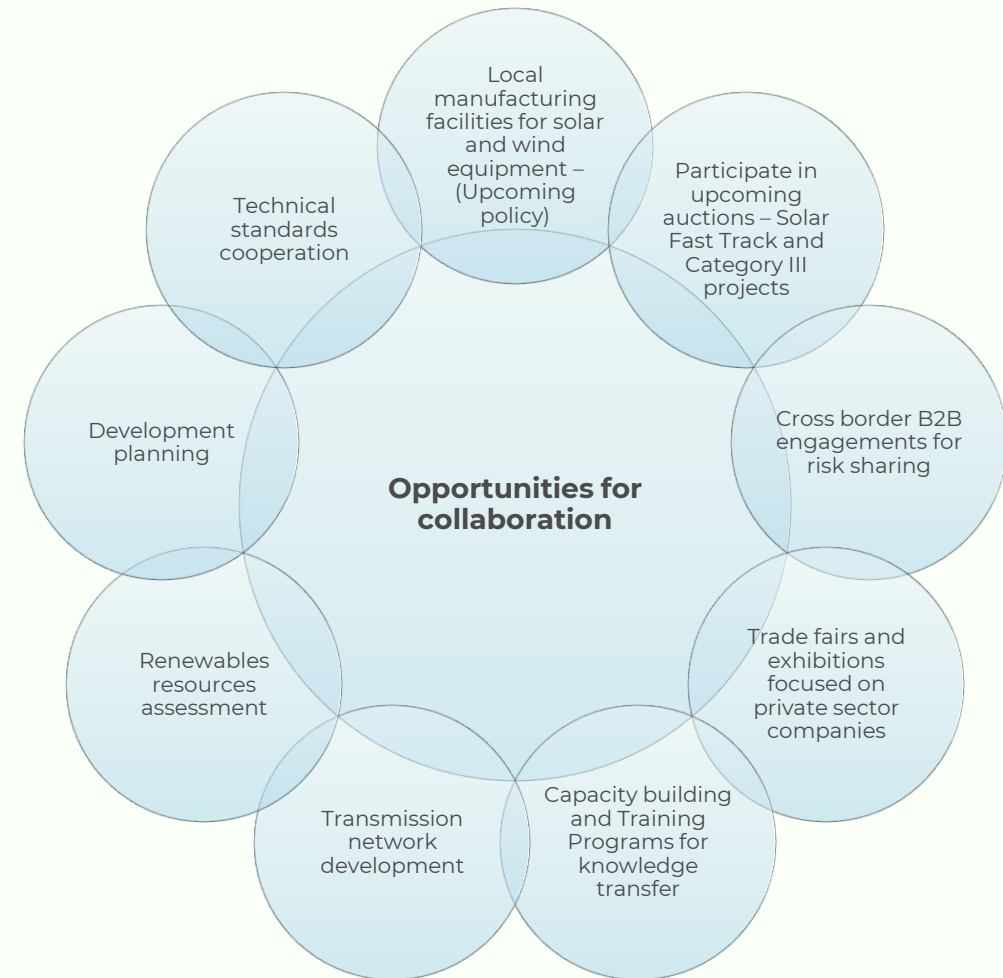 Local
manufacturing
facilities for solar
and wind
equipment –
(Upcoming
policy)
Participate in
upcoming
auctions – Solar
Fast Track and
Category III
projects
Cross border B2B
engagements for
risk sharing
Trade fairs and
exhibitions
focused on
private sector
companies
Capacity building
and Training
Programs for
knowledge
transfer
Transmission
network
development
Renewables
resources
assessment
Development
planning
Technical
standards
cooperation
Opportunities for
collaboration